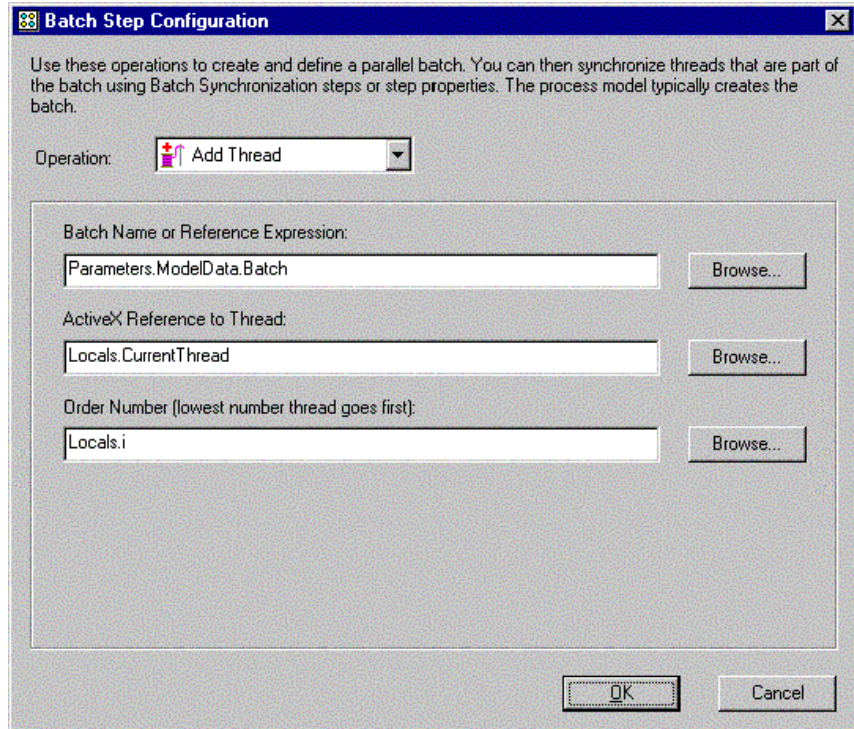 Batch Step Configuration
Use these operations to create and define a parallel batch. You can then synchronize threads that are part of
the batch using Batch Synchronization steps or step properties. The process model typically creates the
batch.
Operation: Add Thread
Batch Name or Reference Expression:
Parameters.ModelData.Batch Browse...
ActiveX Reference to Thread:
Locals.CurrentThread Browse...
Order Number (lowest number thread goes first):
Locals.i Browse...
OK Cancel